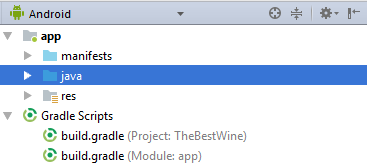 Android
app
manifests
java
res
Gradle Scripts
build.gradle (Project: TheBestWine)
build.gradle (Module: app)